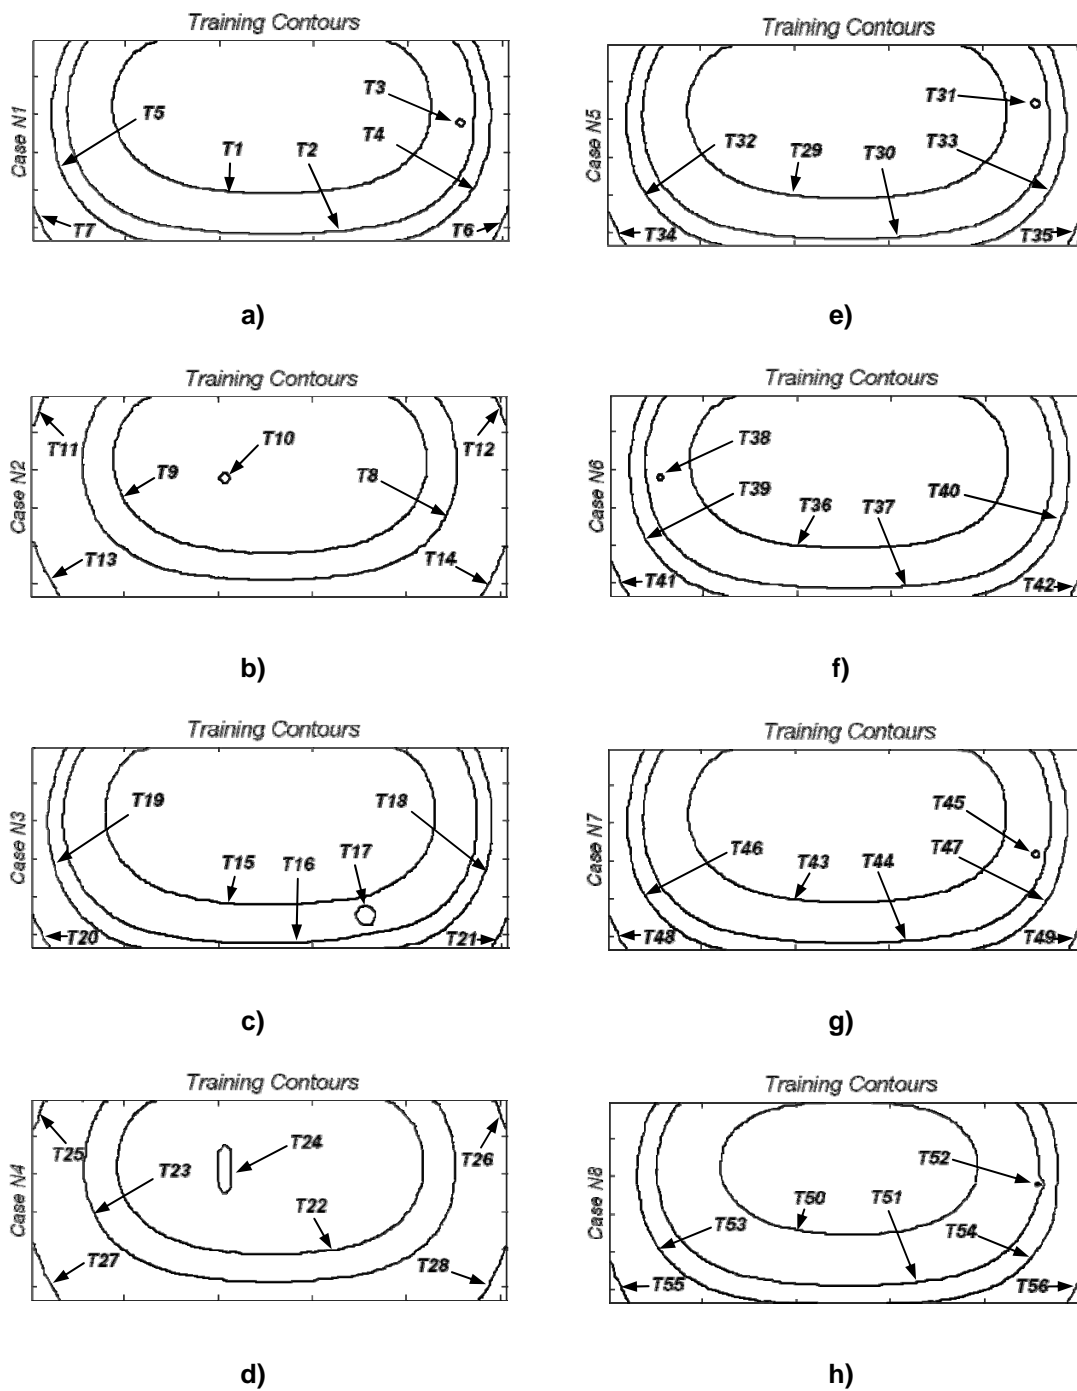 Training Contours
Case N1
T5
T1
T2
T3
T4
T7
T6
a)
Training Contours
Case N5
T31
T32
T29
T30
T33
T34
T35
e)
Training Contours
Case N2
T11
T10
T12
T9
T8
T13
T14
b)
Training Contours
Case N6
T38
T39
T36
T37
T40
T41
T42
f)
Training Contours
Case N3
T19
T18
T15
T16
T17
T20
T21
c)
Training Contours
Case N7
T45
T46
T43
T44
T47
T48
T49
g)
Training Contours
Case N4
T25
T24
T26
T23
T22
T27
T28
d)
Training Contours
Case N8
T52
T53
T50
T51
T54
T55
T56
h)